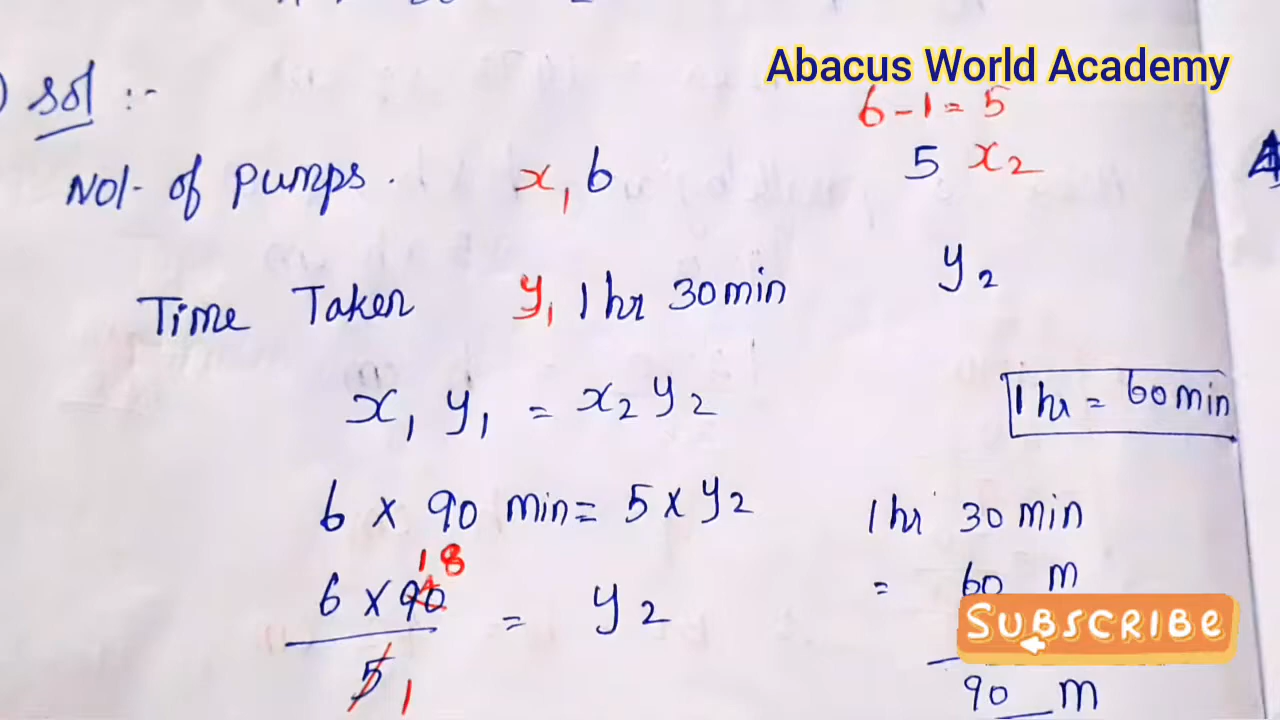 Abacus World Academy
) Sol :-
6 - 1 = 5
No. of Pumps. x₁ 6 5 x₂
Time Taken y₁ 1 hr 30 min y₂
x₁ y₁ = x₂ y₂
1 hr = 60 min
6 × 90 min = 5 × y₂
1 hr 30 min
18
6 × 90 = y₂
5 1
= 60 m
SUBSCRIBE
90 m